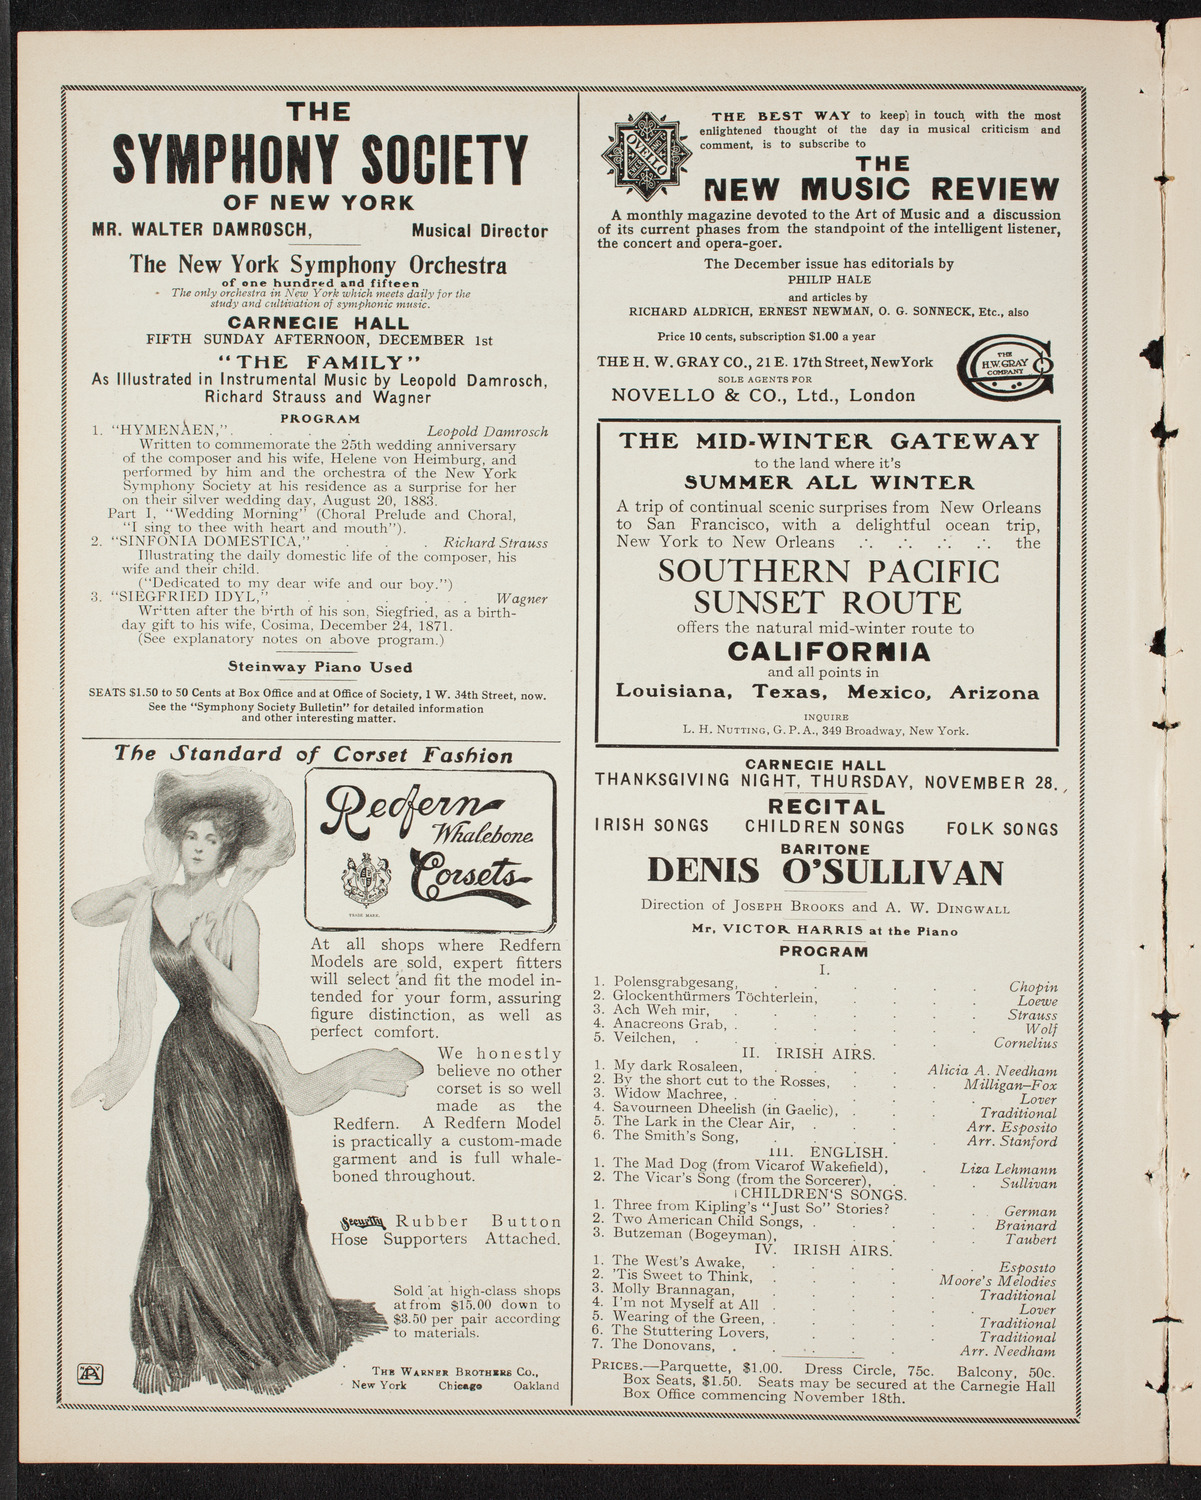 THE
SYMPHONY SOCIETY
OF NEW YORK
MR. WALTER DAMROSCH, Musical Director
The New York Symphony Orchestra
of one hundred and fifteen
The only orchestra in New York which meets daily for the
study and cultivation of symphonic music.
CARNEGIE HALL
FIFTH SUNDAY AFTERNOON, DECEMBER 1st
"THE FAMILY"
As Illustrated in Instrumental Music by Leopold Damrosch,
Richard Strauss and Wagner
PROGRAM
1. "HYMENÄEN," . . . . Leopold Damrosch
Written to commemorate the 25th wedding anniversary
of the composer and his wife, Helene von Heimburg, and
performed by him and the orchestra of the New York
Symphony Society at his residence as a surprise for her
on their silver wedding day, August 20, 1883.
Part I, "Wedding Morning" (Choral Prelude and Choral,
"I sing to thee with heart and mouth").
2. "SINFONIA DOMESTICA," . . . Richard Strauss
Illustrating the daily domestic life of the composer, his
wife and their child.
("Dedicated to my dear wife and our boy.")
3. "SIEGFRIED IDYL," . . . . . Wagner
Written after the birth of his son, Siegfried, as a birth-
day gift to his wife, Cosima, December 24, 1871.
(See explanatory notes on above program.)
Steinway Piano Used
SEATS $1.50 to 50 Cents at Box Office and at Office of Society, 1 W. 34th Street, now.
See the "Symphony Society Bulletin" for detailed information
and other interesting matter.
The Standard of Corset Fashion
Redfern
Whalebone
Corsets
TRADE MARK.
At all shops where Redfern
Models are sold, expert fitters
will select and fit the model in-
tended for your form, assuring
figure distinction, as well as
perfect comfort.
We honestly
believe no other
corset is so well
made as the
Redfern. A Redfern Model
is practically a custom-made
garment and is full whale-
boned throughout.
Security Rubber Button
Hose Supporters Attached.
Sold at high-class shops
at from $15.00 down to
$3.50 per pair according
to materials.
THE WARNER BROTHERS CO.,
New York Chicago Oakland
NOVELLO
THE BEST WAY to keep in touch with the most
enlightened thought of the day in musical criticism and
comment, is to subscribe to
THE
NEW MUSIC REVIEW
A monthly magazine devoted to the Art of Music and a discussion
of its current phases from the standpoint of the intelligent listener,
the concert and opera-goer.
The December issue has editorials by
PHILIP HALE
and articles by
RICHARD ALDRICH, ERNEST NEWMAN, O. G. SONNECK, Etc., also
Price 10 cents, subscription $1.00 a year
THE H. W. GRAY CO., 21 E. 17th Street, New York
SOLE AGENTS FOR
NOVELLO & CO., Ltd., London
THE
H.W. GRAY
COMPANY
THE MID-WINTER GATEWAY
to the land where it's
SUMMER ALL WINTER
A trip of continual scenic surprises from New Orleans
to San Francisco, with a delightful ocean trip,
New York to New Orleans ∴ ∴ ∴ ∴ the
SOUTHERN PACIFIC
SUNSET ROUTE
offers the natural mid-winter route to
CALIFORNIA
and all points in
Louisiana, Texas, Mexico, Arizona
INQUIRE
L. H. NUTTING, G. P. A., 349 Broadway, New York.
CARNEGIE HALL
THANKSGIVING NIGHT, THURSDAY, NOVEMBER 28.
RECITAL
IRISH SONGS CHILDREN SONGS FOLK SONGS
BARITONE
DENIS O'SULLIVAN
Direction of JOSEPH BROOKS and A. W. DINGWALL
Mr. VICTOR HARRIS at the Piano
PROGRAM
I.
1. Polensgrabgesang, . . . . . Chopin
2. Glockenthürmers Töchterlein, . . . . Loewe
3. Ach Weh mir, . . . . . . Strauss
4. Anacreons Grab, . . . . . . Wolf
5. Veilchen, . . . . . . Cornelius
II. IRISH AIRS.
1. My dark Rosaleen, . . . . Alicia A. Needham
2. By the short cut to the Rosses, . . . Milligan-Fox
3. Widow Machree, . . . . . . Lover
4. Savourneen Dheelish (in Gaelic), . . . Traditional
5. The Lark in the Clear Air, . . . . Arr. Esposito
6. The Smith's Song, . . . . . Arr. Stanford
III. ENGLISH.
1. The Mad Dog (from Vicar of Wakefield), . Liza Lehmann
2. The Vicar's Song (from the Sorcerer), . . . Sullivan
CHILDREN'S SONGS.
1. Three from Kipling's "Just So" Stories? . . German
2. Two American Child Songs, . . . . Brainard
3. Butzeman (Bogeyman), . . . . . Taubert
IV. IRISH AIRS.
1. The West's Awake, . . . . . Esposito
2. 'Tis Sweet to Think, . . . . Moore's Melodies
3. Molly Brannagan, . . . . . Traditional
4. I'm not Myself at All . . . . . Lover
5. Wearing of the Green, . . . . . Traditional
6. The Stuttering Lovers, . . . . Traditional
7. The Donovans, . . . . . Arr. Needham
PRICES.—Parquette, $1.00. Dress Circle, 75c. Balcony, 50c.
Box Seats, $1.50. Seats may be secured at the Carnegie Hall
Box Office commencing November 18th.